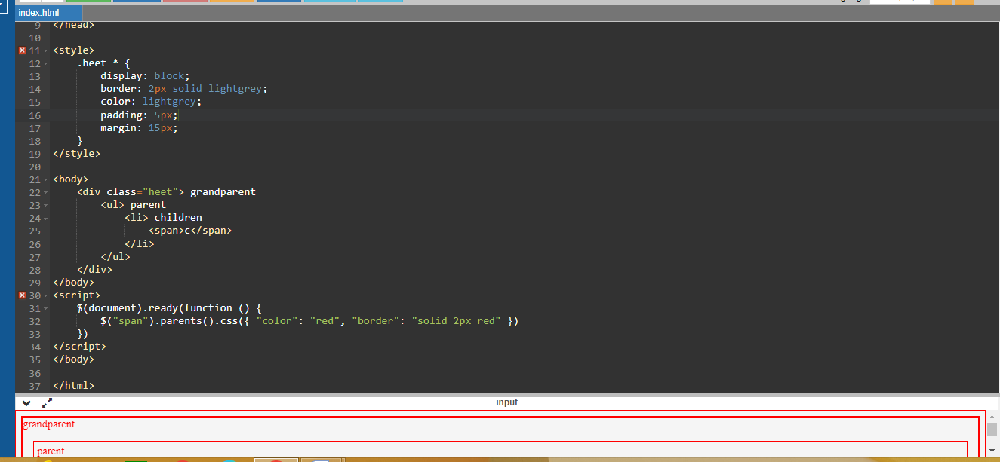 index.html
9 </head>
10
11 <style>
12 .heet * {
13 display: block;
14 border: 2px solid lightgrey;
15 color: lightgrey;
16 padding: 5px;
17 margin: 15px;
18 }
19 </style>
20
21 <body>
22 <div class="heet"> grandparent
23 <ul> parent
24 <li> children
25 <span>c</span>
26 </li>
27 </ul>
28 </div>
29 </body>
30 <script>
31 $(document).ready(function () {
32 $("span").parents().css({ "color": "red", "border": "solid 2px red" })
33 })
34 </script>
35 </body>
36
37 </html>
input
grandparent
parent